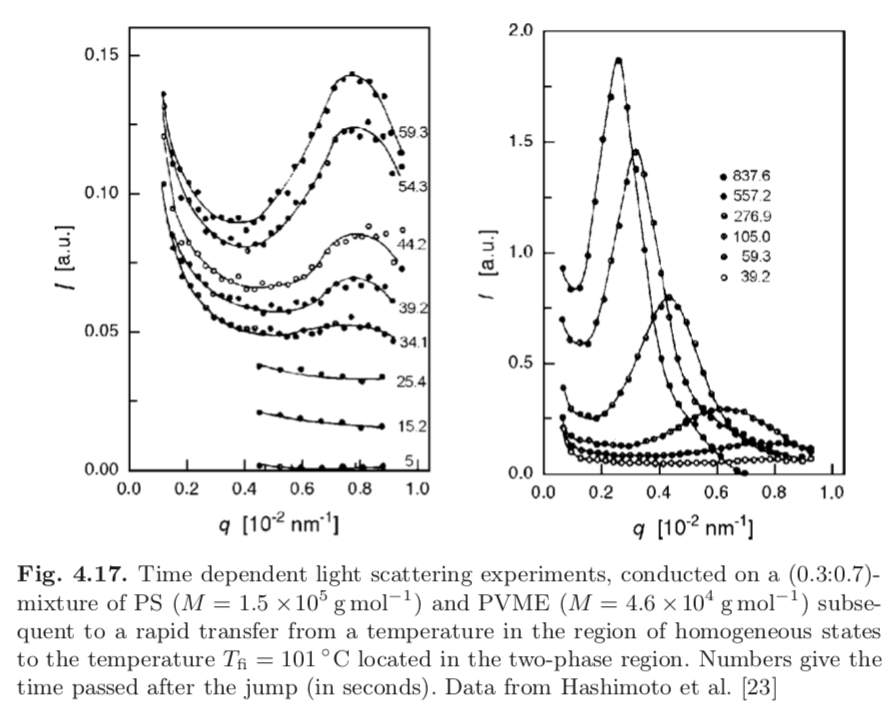 0.15
0.10
0.05
0.00
I [a.u.]
59.3
54.3
44.2
39.2
34.1
25.4
15.2
5
0.0 0.2 0.4 0.6 0.8 1.0
q [10⁻² nm⁻¹]
2.0
1.5
1.0
0.5
0.0
I [a.u.]
837.6
557.2
276.9
105.0
59.3
39.2
0.0 0.2 0.4 0.6 0.8 1.0
q [10⁻² nm⁻¹]
Fig. 4.17. Time dependent light scattering experiments, conducted on a (0.3:0.7)-
mixture of PS (M = 1.5 ×10⁵ g mol⁻¹) and PVME (M = 4.6 × 10⁴ g mol⁻¹) subse-
quent to a rapid transfer from a temperature in the region of homogeneous states
to the temperature T_fi = 101 °C located in the two-phase region. Numbers give the
time passed after the jump (in seconds). Data from Hashimoto et al. [23]